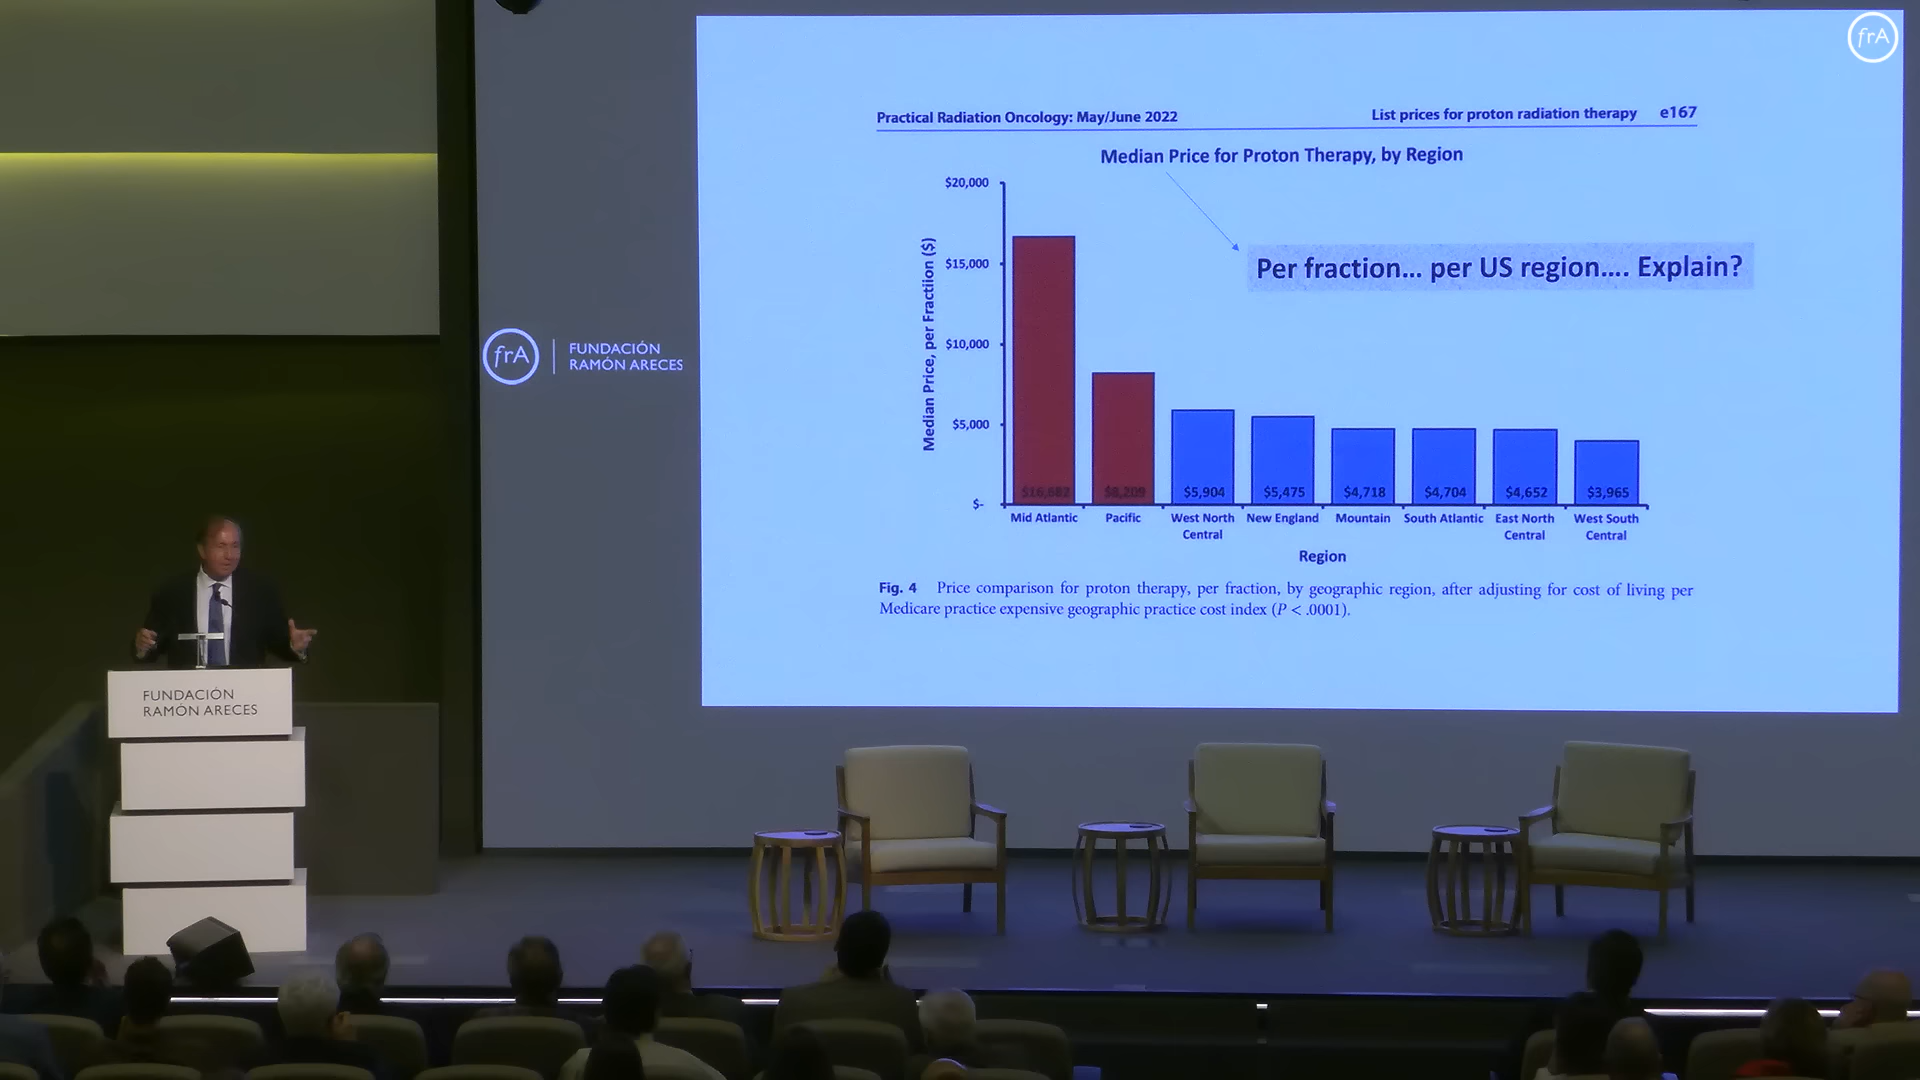 frA
Practical Radiation Oncology: May/June 2022
List prices for proton radiation therapy e167
Median Price for Proton Therapy, by Region
Per fraction... per US region.... Explain?
Median Price, per Fractiion ($)
$20,000
$15,000
$10,000
$5,000
$-
$16,682
$8,209
$5,904
$5,475
$4,718
$4,704
$4,652
$3,965
Mid Atlantic
Pacific
West North
Central
New England
Mountain
South Atlantic
East North
Central
West South
Central
Region
Fig. 4 Price comparison for proton therapy, per fraction, by geographic region, after adjusting for cost of living per
Medicare practice expensive geographic practice cost index (P < .0001).
frA
FUNDACIÓN
RAMÓN ARECES
FUNDACIÓN
RAMÓN ARECES